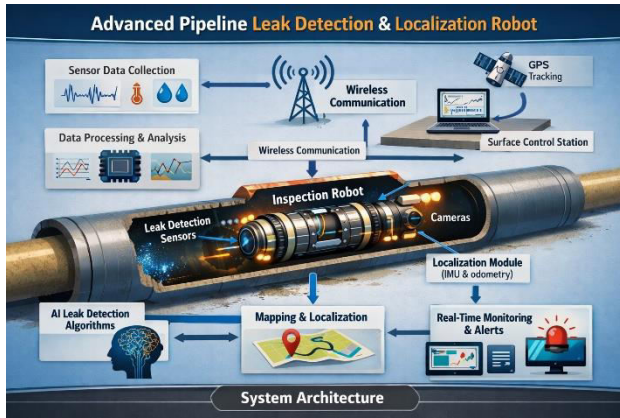 Advanced Pipeline Leak Detection & Localization Robot
Sensor Data Collection
Wireless
Communication
GPS
Tracking
Data Processing & Analysis
Wireless Communication
Surface Control Station
Inspection Robot
Leak Detection
Sensors
Cameras
Localization Module
(IMU & odometry)
AI Leak Detection
Algorithms
Mapping & Localization
Real-Time Monitoring
& Alerts
System Architecture